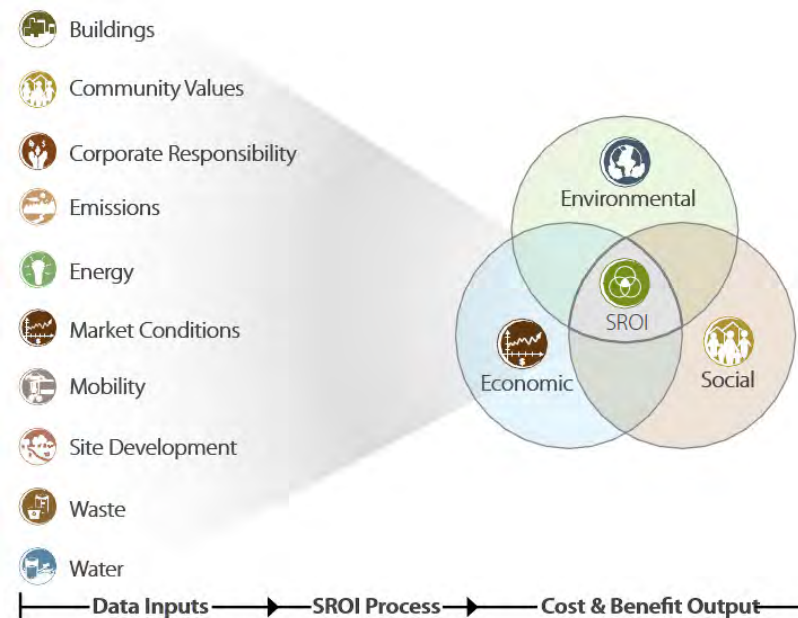 Buildings
Community Values
Corporate Responsibility
Emissions
Energy
Market Conditions
Mobility
Site Development
Waste
Water
Environmental
SROI
Economic
Social
Data Inputs
SROI Process
Cost & Benefit Output